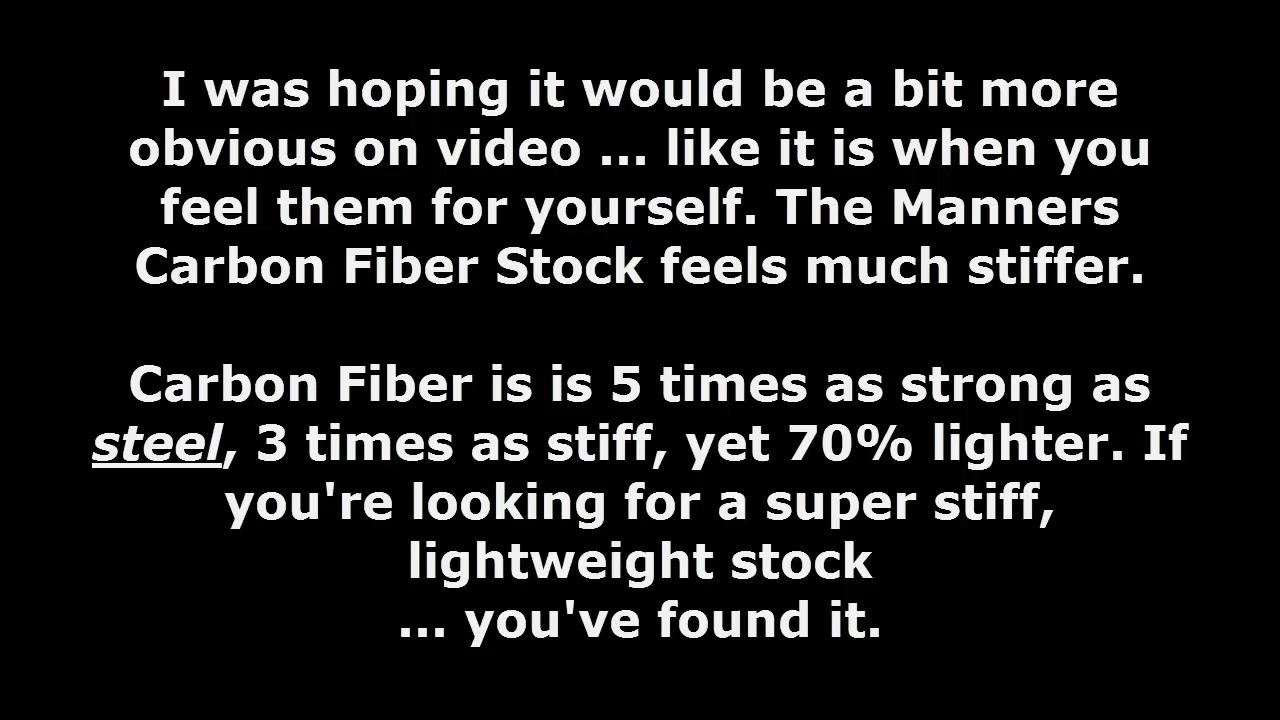 I was hoping it would be a bit more
obvious on video ... like it is when you
feel them for yourself. The Manners
Carbon Fiber Stock feels much stiffer.
Carbon Fiber is is 5 times as strong as
steel, 3 times as stiff, yet 70% lighter. If
you're looking for a super stiff,
lightweight stock
... you've found it.